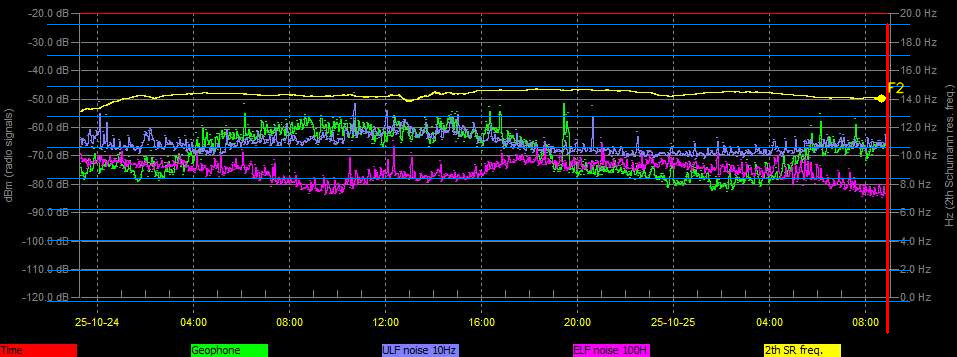 -20.0 dB 20.0 Hz
-30.0 dB 18.0 Hz
-40.0 dB 16.0 Hz
F2
-50.0 dB 14.0 Hz
-60.0 dB 12.0 Hz
-70.0 dB 10.0 Hz
-80.0 dB 8.0 Hz
-90.0 dB 6.0 Hz
-100.0 dB 4.0 Hz
-110.0 dB 2.0 Hz
-120.0 dB 0.0 Hz
dBm (radio signals)
Hz (2th Schumann res. freq.)
25-10-24 04:00 08:00 12:00 16:00 20:00 25-10-25 04:00 08:00
Time Geophone ULF noise 10Hz ELF noise 100H 2th SR freq.